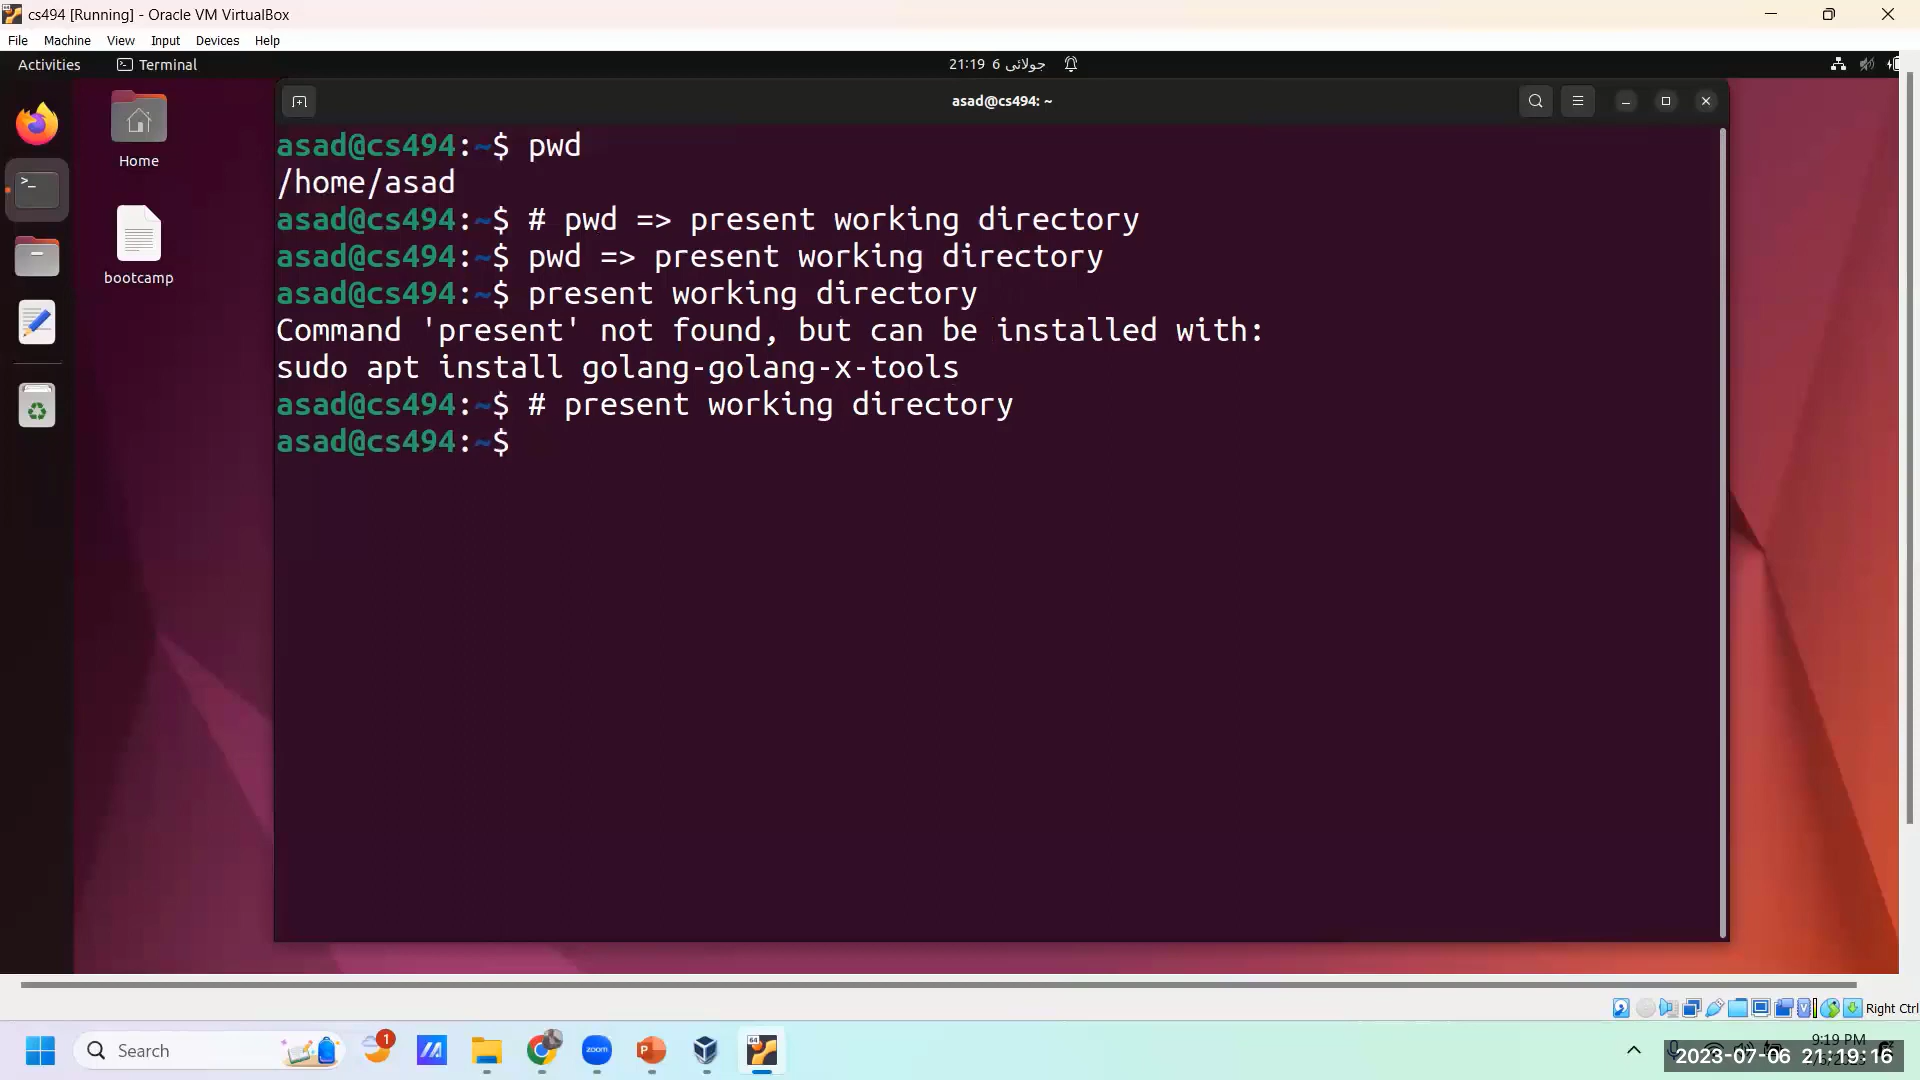 cs494 [Running] - Oracle VM VirtualBox
File Machine View Input Devices Help
Activities Terminal 21:19 6 جولائی
asad@cs494: ~
Home
bootcamp
asad@cs494:~$ pwd
/home/asad
asad@cs494:~$ # pwd => present working directory
asad@cs494:~$ pwd => present working directory
asad@cs494:~$ present working directory
Command 'present' not found, but can be installed with:
sudo apt install golang-golang-x-tools
asad@cs494:~$ # present working directory
asad@cs494:~$
Right Ctrl
Search
1
zoom
64
9:19 PM
2023-07-06 21:19:16